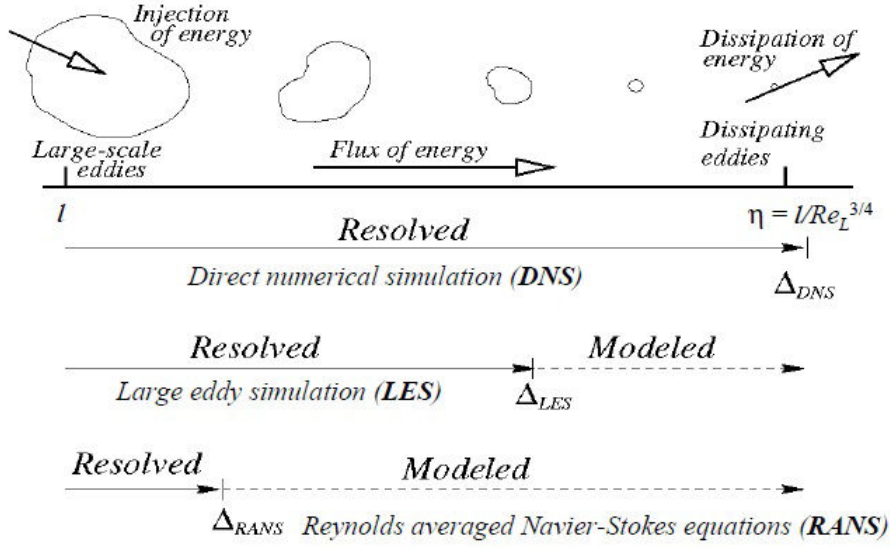 Injection
of energy
Dissipation of
energy
Large-scale
eddies
Flux of energy
Dissipating
eddies
l
η = l/Re_L^3/4
Resolved
Direct numerical simulation (DNS)
Δ_DNS
Resolved
Modeled
Large eddy simulation (LES)
Δ_LES
Resolved
Modeled
Δ_RANS
Reynolds averaged Navier-Stokes equations (RANS)